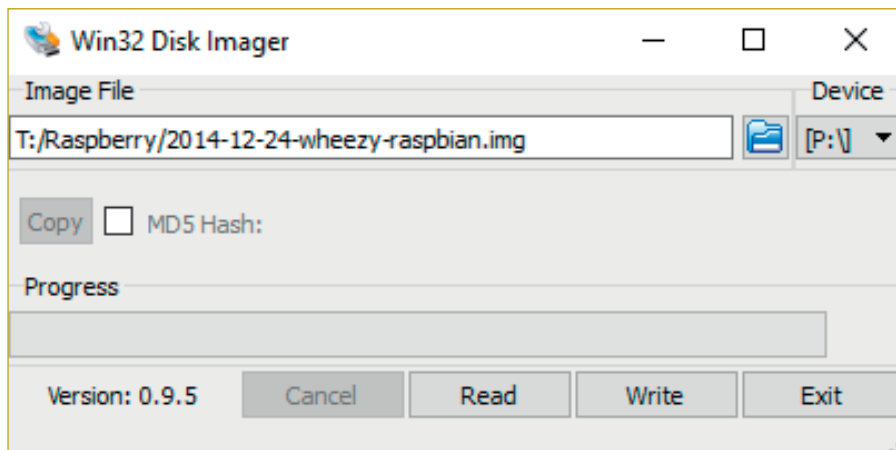 Win32 Disk Imager
Image File Device
T:/Raspberry/2014-12-24-wheezy-raspbian.img [P:\]
Copy MD5 Hash:
Progress
Version: 0.9.5 Cancel Read Write Exit